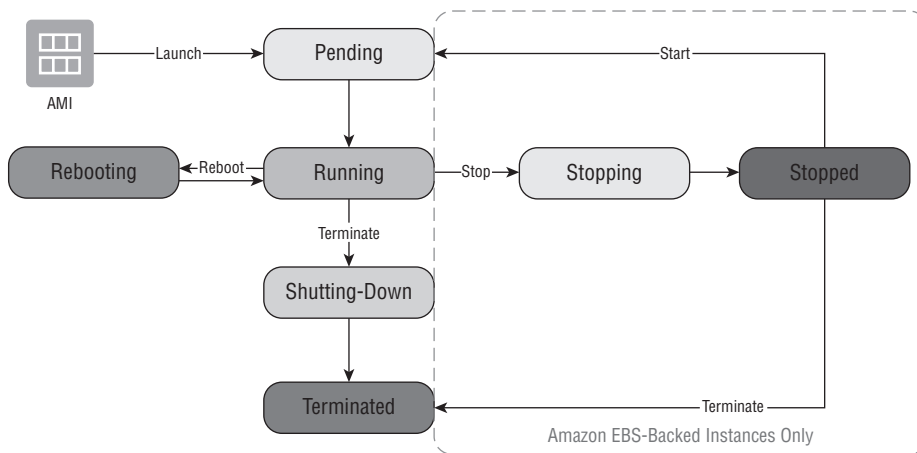 Launch
Pending
Start
AMI
Rebooting
Reboot
Running
Stop
Stopping
Stopped
Terminate
Shutting-Down
Terminated
Terminate
Amazon EBS-Backed Instances Only